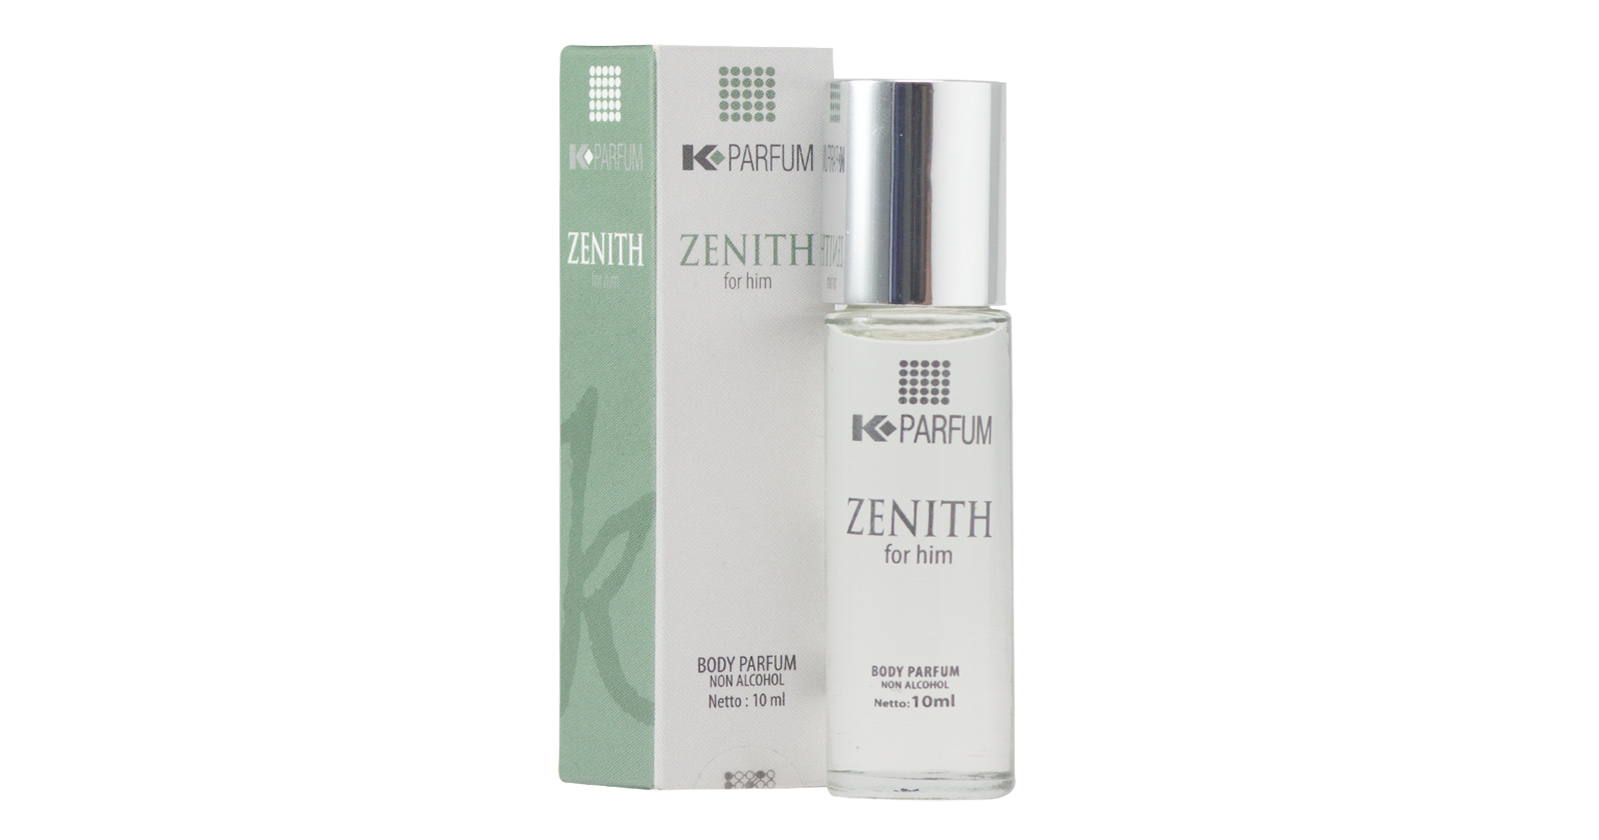 K PARFUM
ZENITH
for him
K PARFUM
ZENITH
for him
BODY PARFUM
NON ALCOHOL
Netto : 10 ml
K PARFUM
ZENITH
for him
BODY PARFUM
NON ALCOHOL
Netto: 10ml